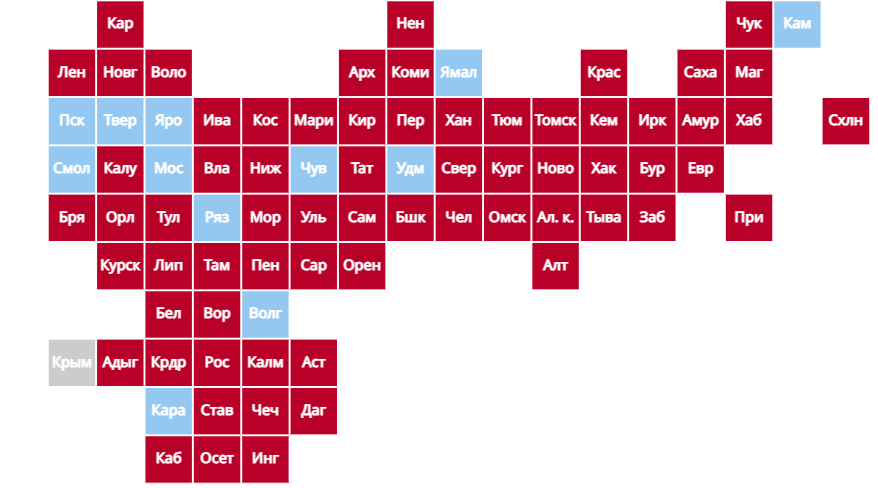 Кар Нен Чук Кам
Лен Новг Воло Арх Коми Ямал Крас Саха Маг
Пск Твер Яро Ива Кос Мари Кир Пер Хан Тюм Томск Кем Ирк Амур Хаб Схлн
Смол Калу Мос Вла Ниж Чув Тат Удм Свер Кург Ново Хак Бур Евр
Бря Орл Тул Ряз Мор Уль Сам Бшк Чел Омск Ал. к. Тыва Заб При
Курск Лип Там Пен Сар Орен Алт
Бел Вор Волг
Крым Адыг Крдр Рос Калм Аст
Кара Став Чеч Даг
Каб Осет Инг